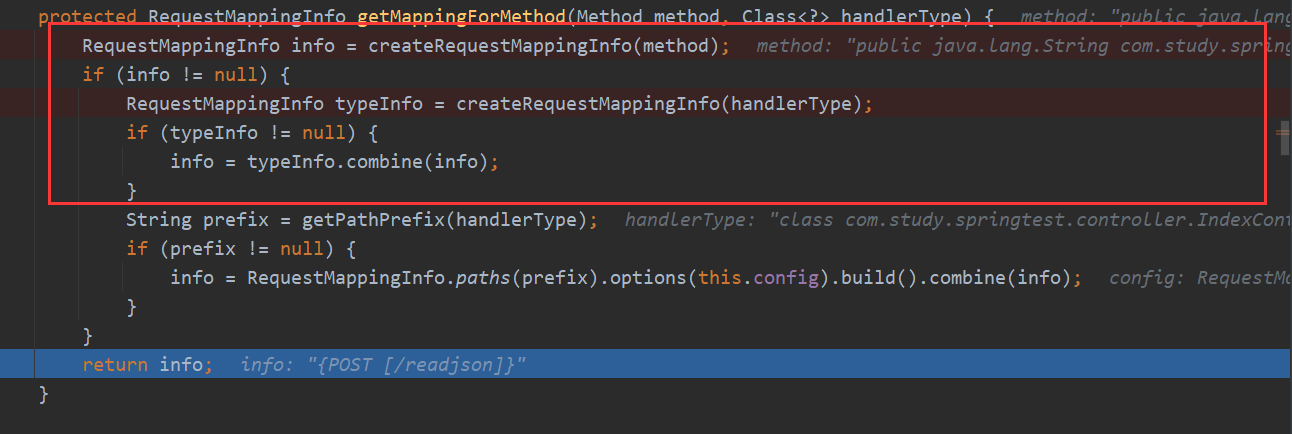 protected RequestMappingInfo getMappingForMethod(Method method, Class<?> handlerType) { method: "public java.lang
RequestMappingInfo info = createRequestMappingInfo(method); method: "public java.lang.String com.study.spring
if (info != null) {
RequestMappingInfo typeInfo = createRequestMappingInfo(handlerType);
if (typeInfo != null) {
info = typeInfo.combine(info);
}
String prefix = getPathPrefix(handlerType); handlerType: "class com.study.springtest.controller.IndexCont
if (prefix != null) {
info = RequestMappingInfo.paths(prefix).options(this.config).build().combine(info); config: RequestMa
}
}
return info; info: "{POST [/readjson]}"
}